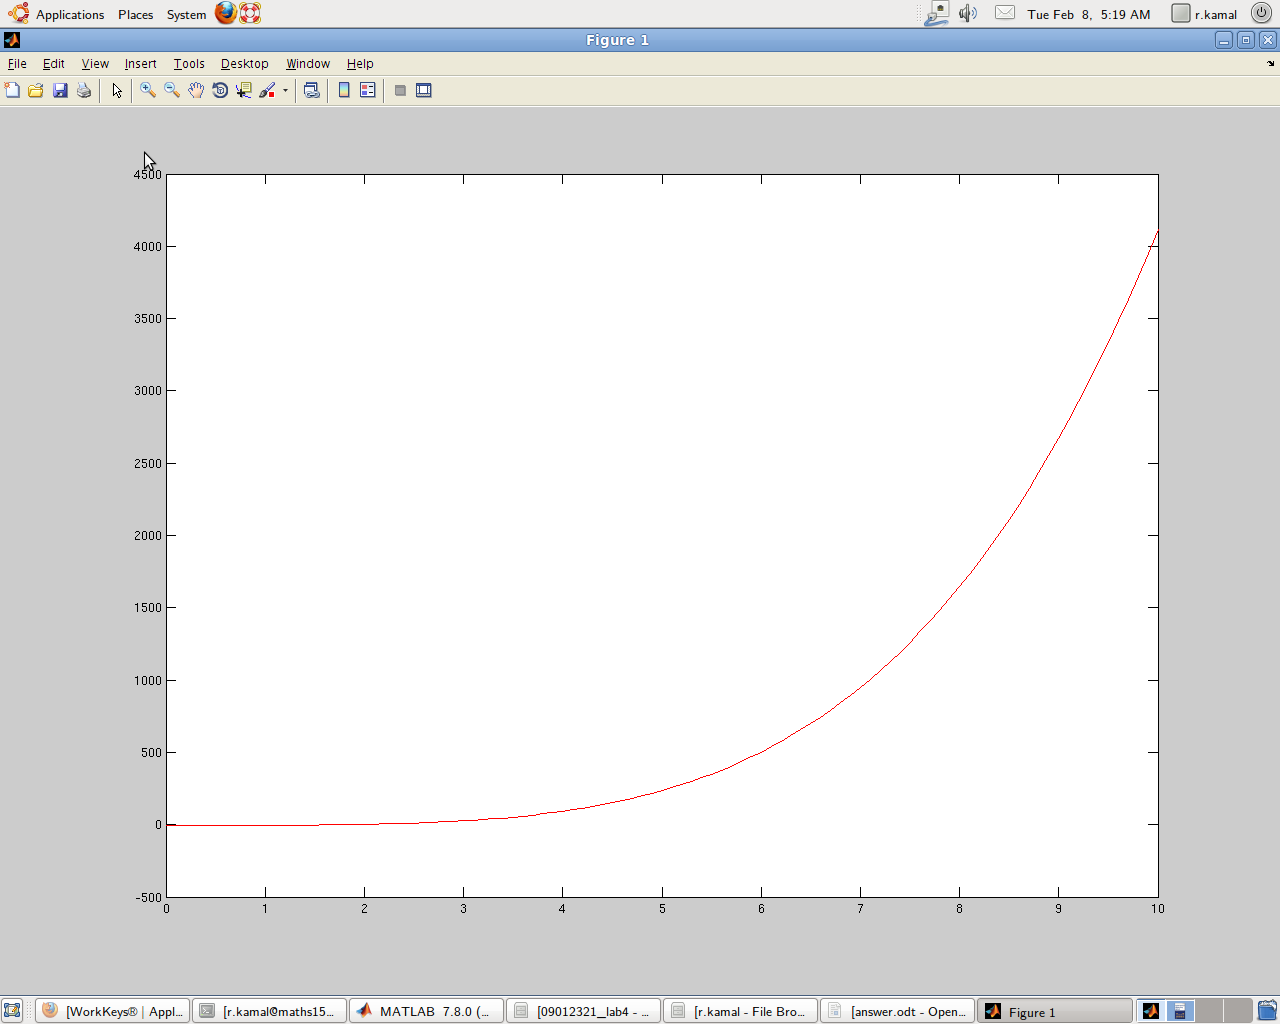 Applications Places System Tue Feb 8, 5:19 AM r.kamal
Figure 1
File Edit View Insert Tools Desktop Window Help
4500
4000
3500
3000
2500
2000
1500
1000
500
0
-500
0 1 2 3 4 5 6 7 8 9 10
[WorkKeys® | Appl... [r.kamal@maths15... MATLAB 7.8.0 (... [09012321_lab4 - ... [r.kamal - File Bro... [answer.odt - Open... Figure 1